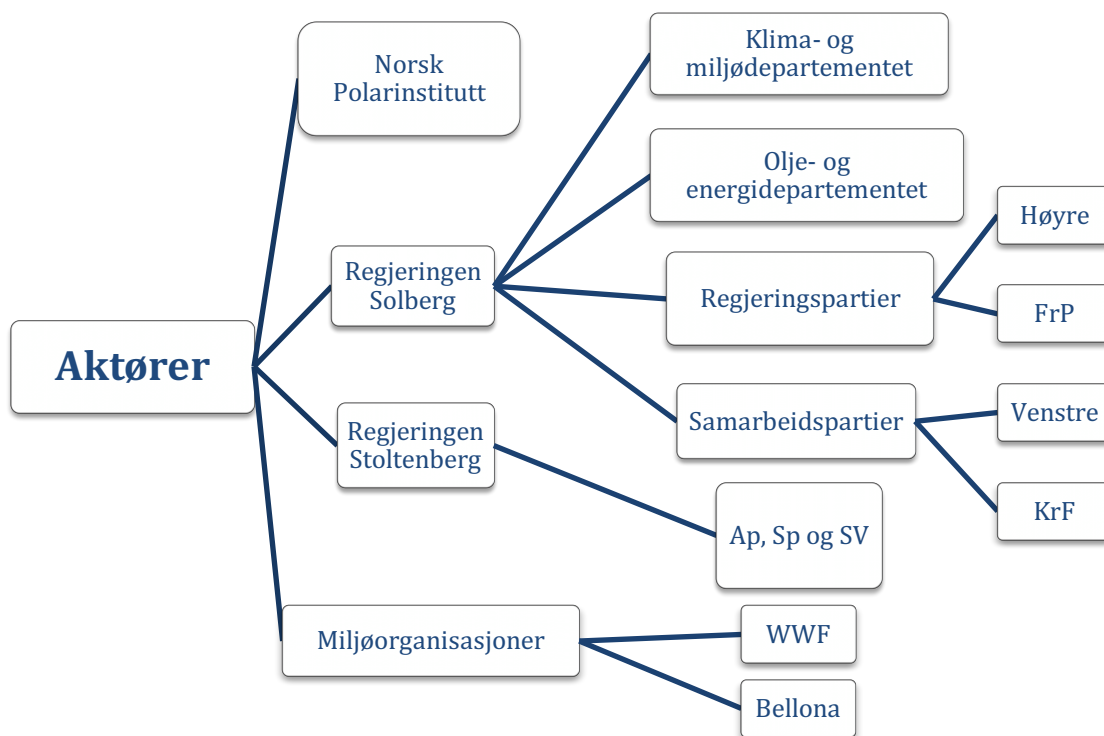 Aktører
Norsk
Polarinstitutt
Regjeringen
Solberg
Klima- og
miljødepartementet
Olje- og
energidepartementet
Regjeringspartier
Høyre
FrP
Samarbeidspartier
Venstre
KrF
Regjeringen
Stoltenberg
Ap, Sp og SV
Miljøorganisasjoner
WWF
Bellona